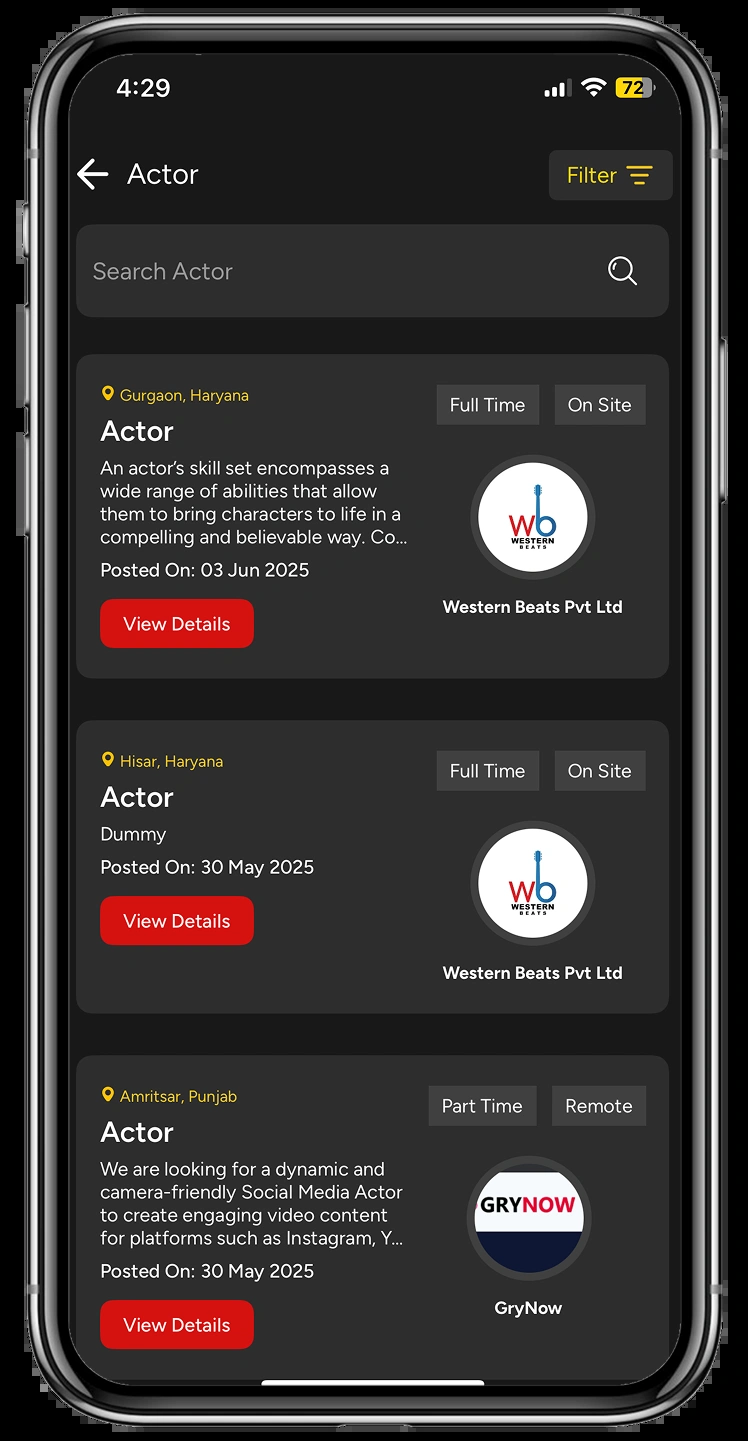 4:29
72
Actor
Filter
Search Actor
Gurgaon, Haryana
Full Time
On Site
Actor
An actor’s skill set encompasses a
wide range of abilities that allow
them to bring characters to life in a
compelling and believable way. Co...
Posted On: 03 Jun 2025
View Details
wb
WESTERN
BEATS
Western Beats Pvt Ltd
Hisar, Haryana
Full Time
On Site
Actor
Dummy
Posted On: 30 May 2025
View Details
wb
WESTERN
BEATS
Western Beats Pvt Ltd
Amritsar, Punjab
Part Time
Remote
Actor
We are looking for a dynamic and
camera-friendly Social Media Actor
to create engaging video content
for platforms such as Instagram, Y...
Posted On: 30 May 2025
View Details
GRYNOW
GryNow